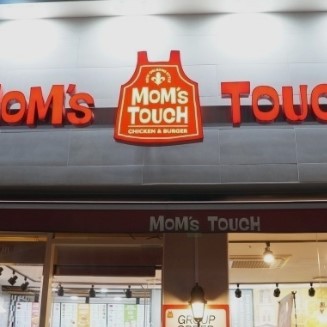 MOM'S
MOM'S
TOUCH
CHICKEN & BURGER
TOUC
MOM'S TOUCH
GROUP